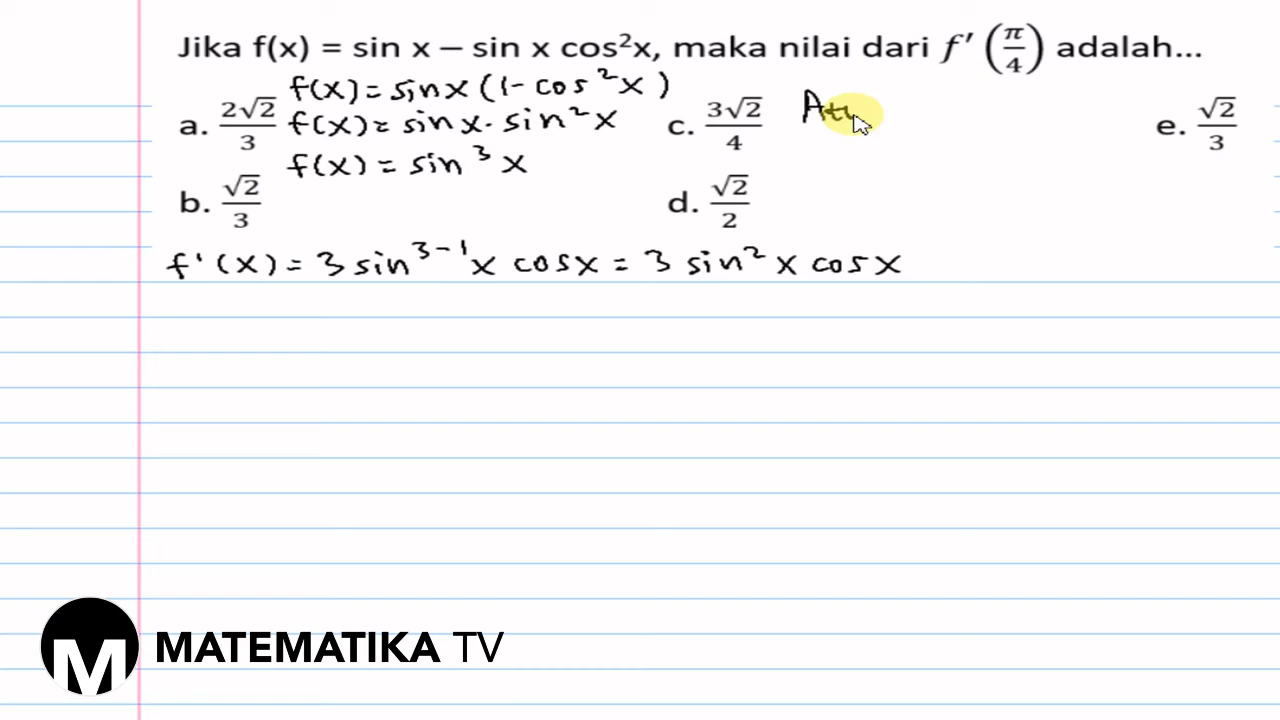 Jika f(x) = sin x – sin x cos²x, maka nilai dari f′(π/4) adalah...
f(x) = sin x (1 - cos² x)
a. 2√2/3
f(x) = sin x · sin² x
c. 3√2/4
e. √2/3
f(x) = sin³ x
b. √2/3
d. √2/2
f'(x) = 3 sin³⁻¹ x cos x = 3 sin² x cos x
MATEMATIKA TV